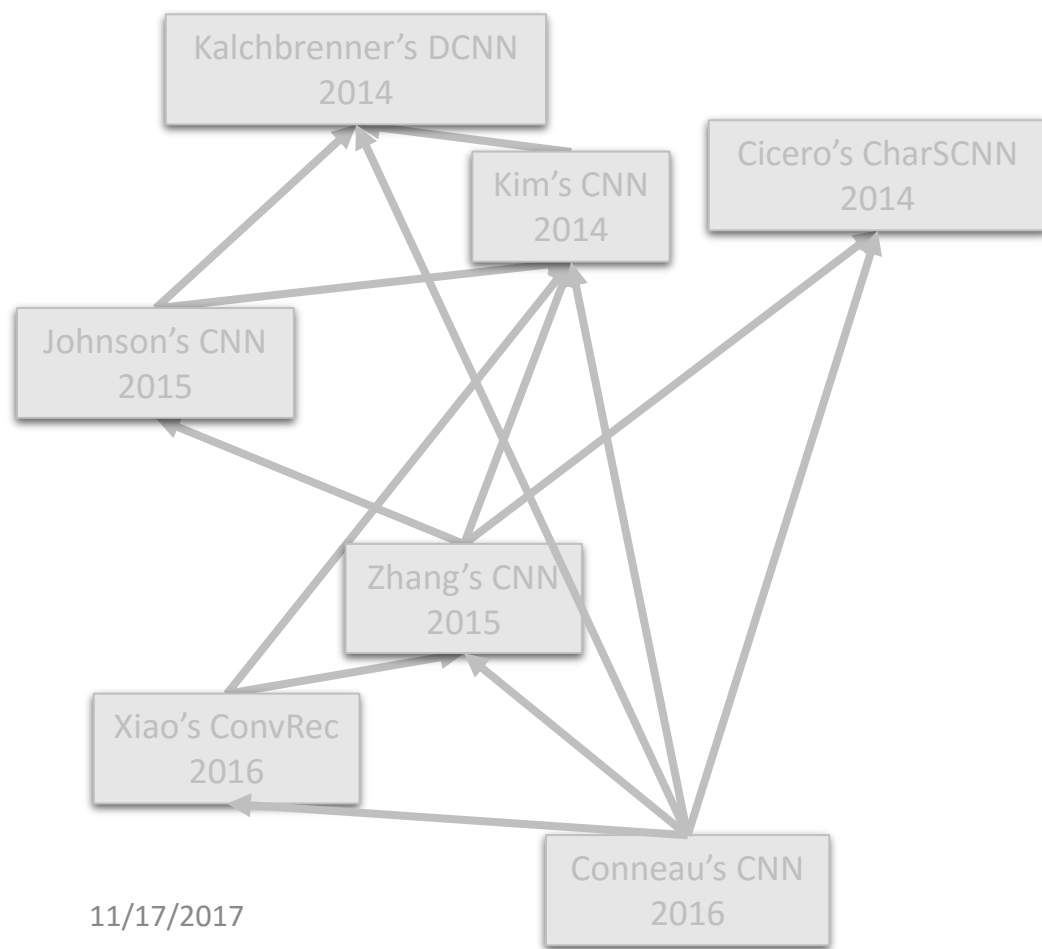 Kalchbrenner’s DCNN
2014
Kim’s CNN
2014
Cicero’s CharSCNN
2014
Johnson’s CNN
2015
Zhang’s CNN
2015
Xiao’s ConvRec
2016
Conneau’s CNN
2016
11/17/2017